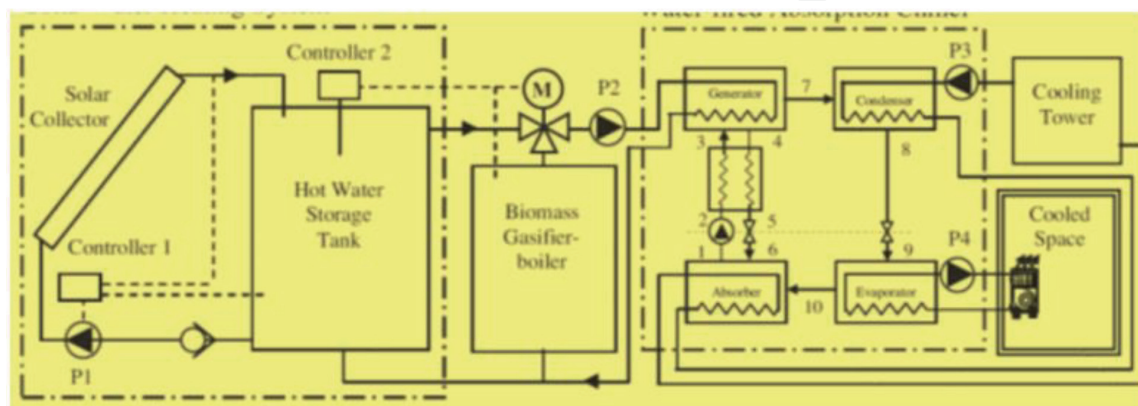 Controller 2
P3
M
P2
Solar
Collector
Generator
7
Condenser
Cooling
Tower
3
4
8
Hot Water
Storage
Tank
Biomass
Gasifier-
boiler
Cooled
Space
2
5
Controller 1
1
6
9
P4
Absorber
Evaporator
10
P1